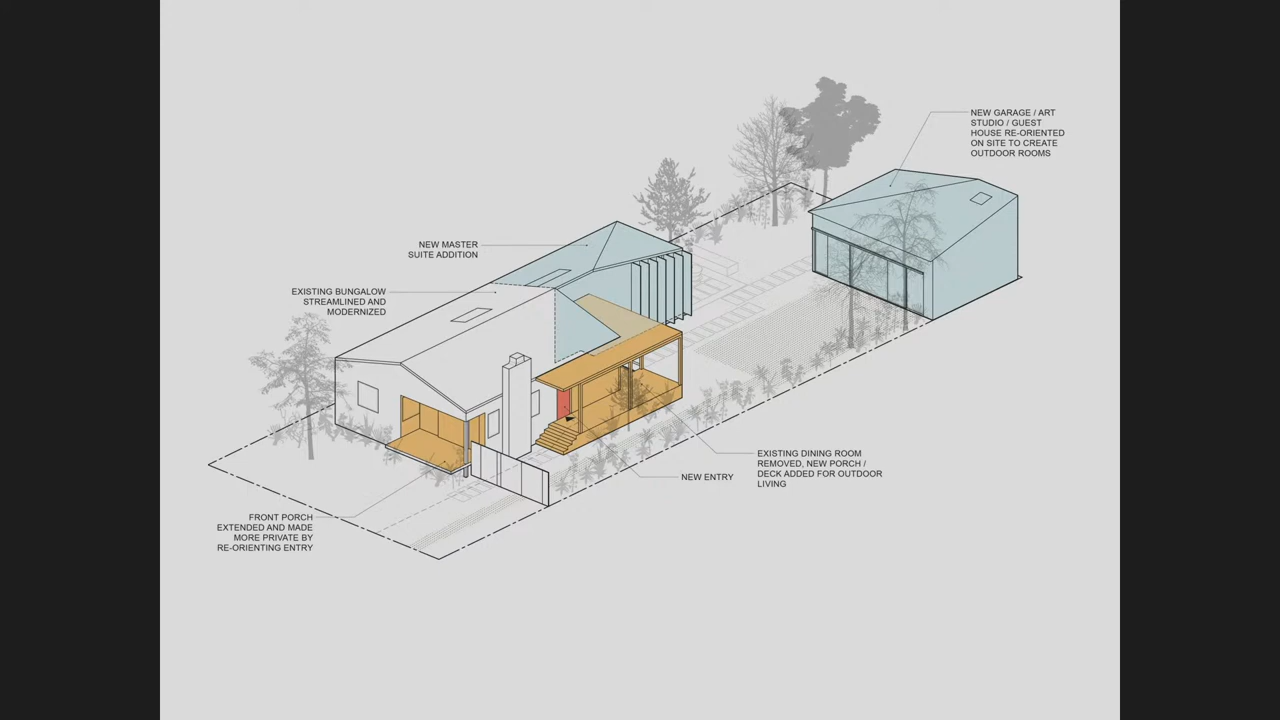 NEW GARAGE / ART
STUDIO / GUEST
HOUSE RE-ORIENTED
ON SITE TO CREATE
OUTDOOR ROOMS
NEW MASTER
SUITE ADDITION
EXISTING BUNGALOW
STREAMLINED AND
MODERNIZED
EXISTING DINING ROOM
REMOVED, NEW PORCH /
DECK ADDED FOR OUTDOOR
LIVING
NEW ENTRY
FRONT PORCH
EXTENDED AND MADE
MORE PRIVATE BY
RE-ORIENTING ENTRY